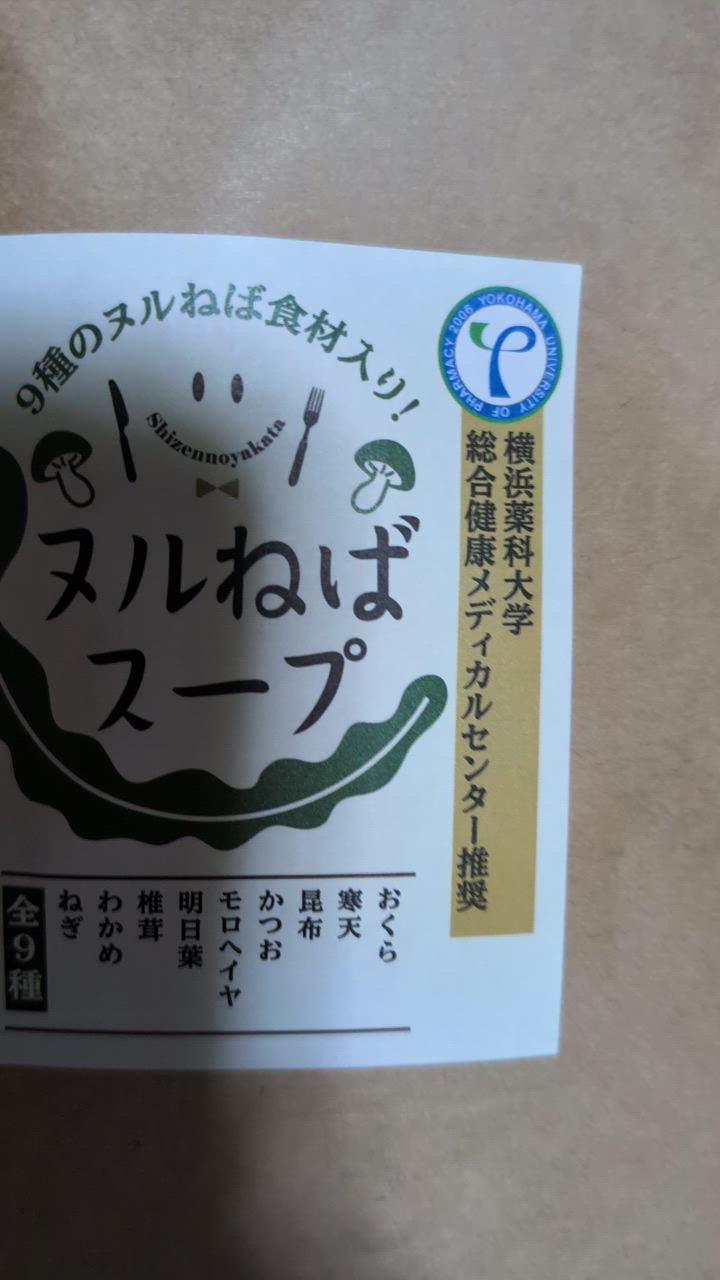 9種のヌルねば食材入り!
Shizennoyakata
ヌルねば
スープ
YOKOHAMA UNIVERSITY OF PHARMACY 2006
横浜薬科大学
総合健康メディカルセンター推奨
おくら
寒天
昆布
かつお
モロヘイヤ
明日葉
椎茸
わかめ
ねぎ
全9種